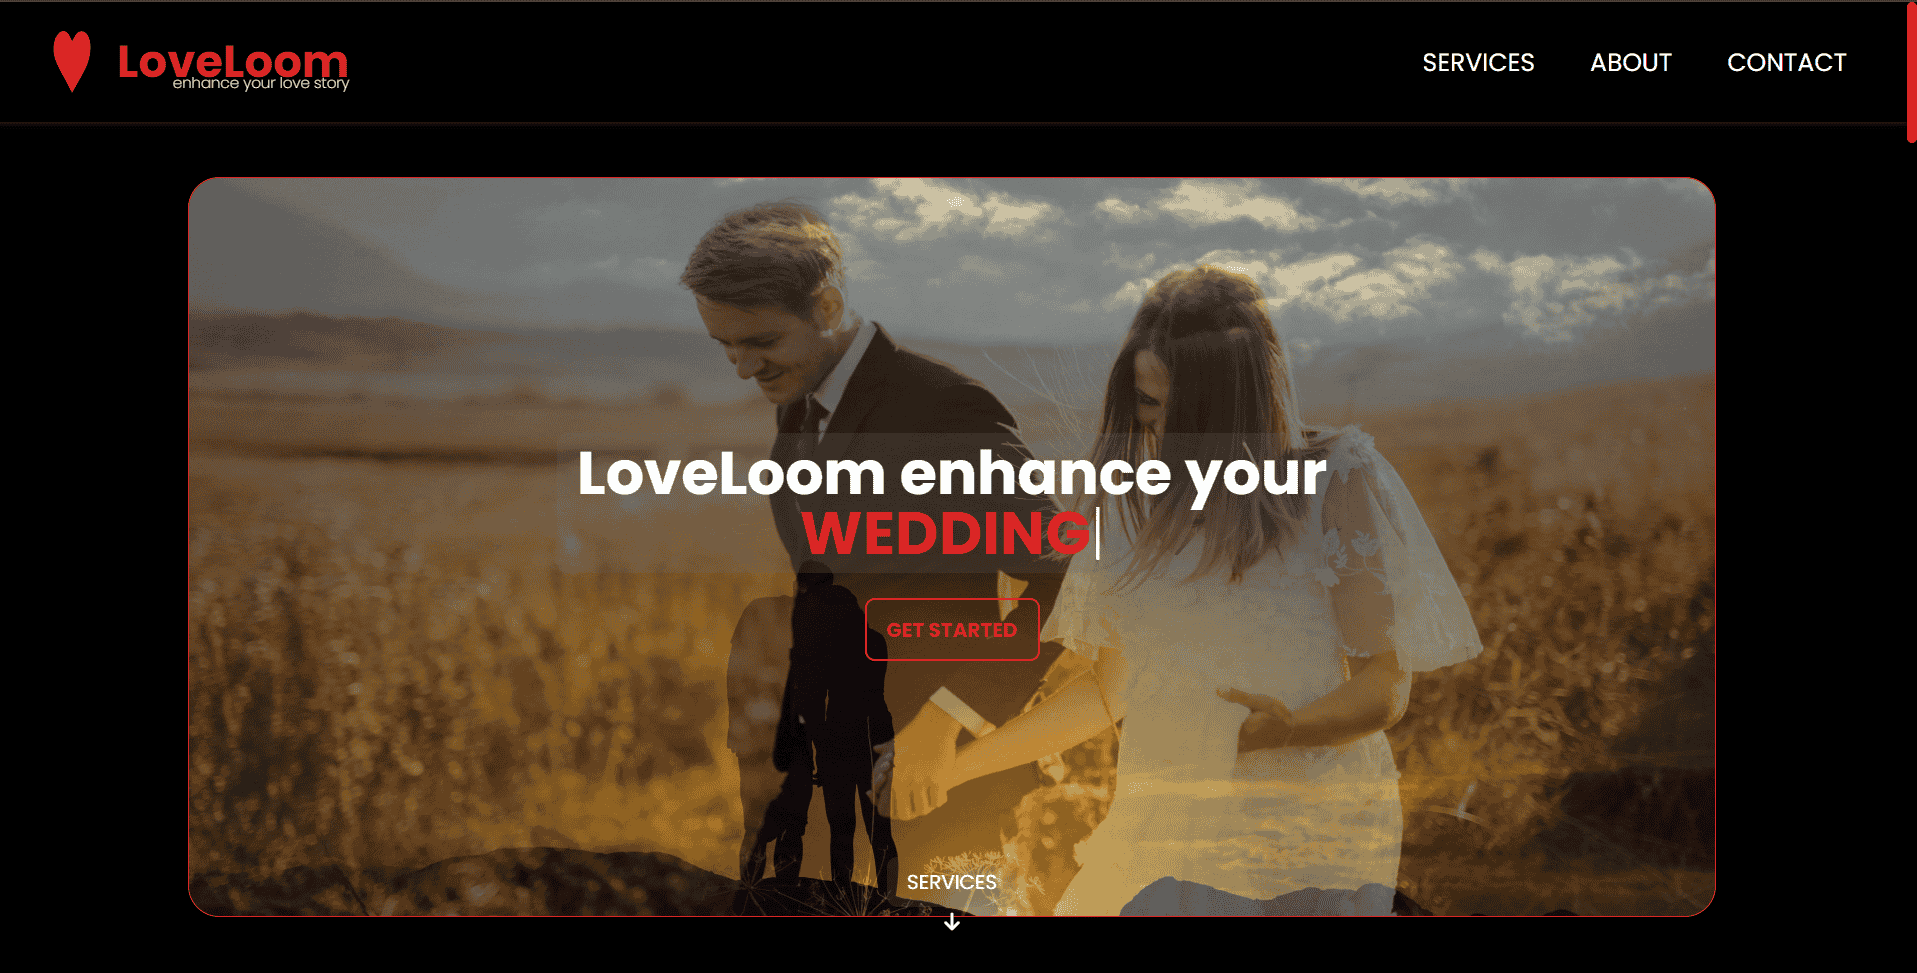 LoveLoom
enhance your love story
SERVICES ABOUT CONTACT
LoveLoom enhance your
WEDDING
GET STARTED
SERVICES